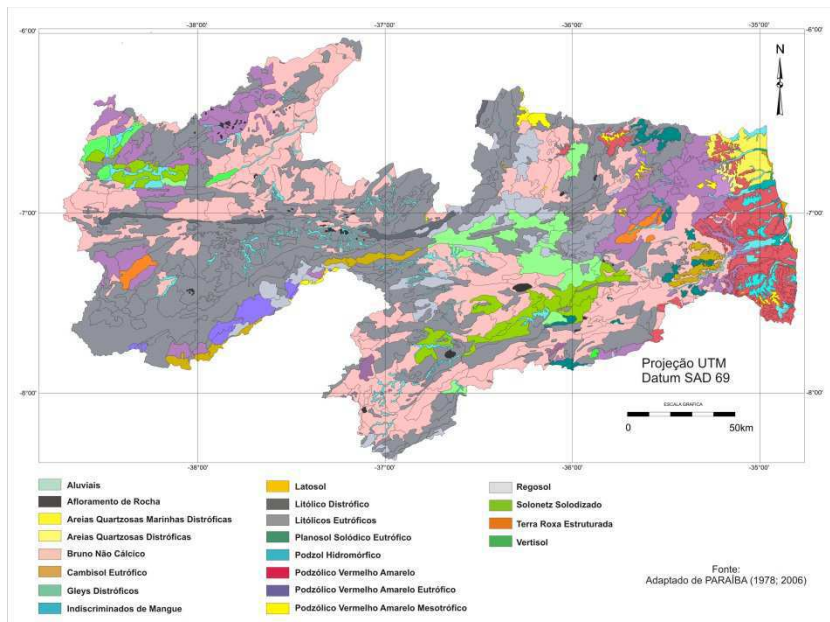 -38°00'
-37°00'
-36°00'
-35°00'
-6°00'
-6°00'
N
-7°00'
-7°00'
-8°00'
-8°00'
Projeção UTM
Datum SAD 69
ESCALA GRÁFICA
0 50km
-38°00'
-37°00'
-36°00'
-35°00'
Aluviais
Afloramento de Rocha
Areias Quartzosas Marinhas Distróficas
Areias Quartzosas Distróficas
Bruno Não Cálcico
Cambisol Eutrófico
Gleys Distróficos
Indiscriminados de Mangue
Latosol
Litólico Distrófico
Litólicos Eutróficos
Planosol Solódico Eutrófico
Podzol Hidromórfico
Podzólico Vermelho Amarelo
Podzólico Vermelho Amarelo Eutrófico
Podzólico Vermelho Amarelo Mesotrófico
Regosol
Solonetz Solodizado
Terra Roxa Estruturada
Vertisol
Fonte:
Adaptado de PARAÍBA (1978; 2006)